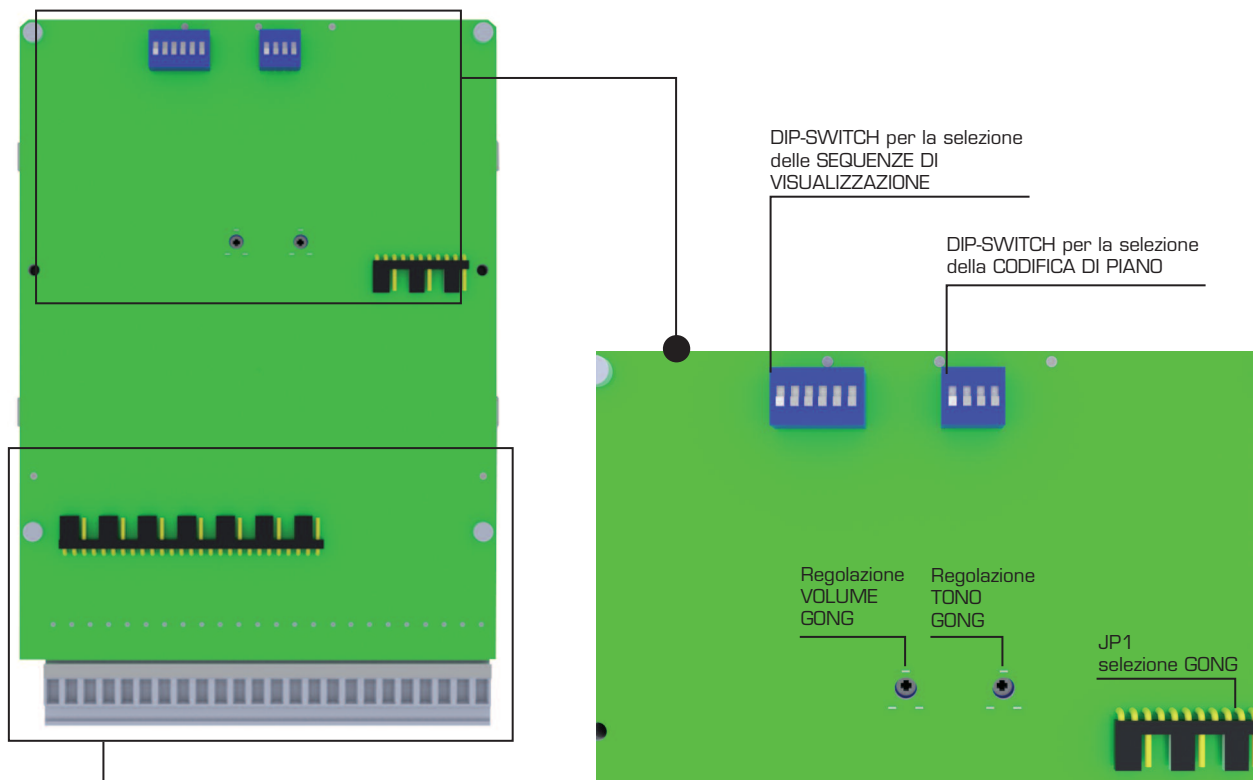 DIP-SWITCH per la selezione
delle SEQUENZE DI
VISUALIZZAZIONE
DIP-SWITCH per la selezione
della CODIFICA DI PIANO
Regolazione
VOLUME
GONG
Regolazione
TONO
GONG
JP1
selezione GONG